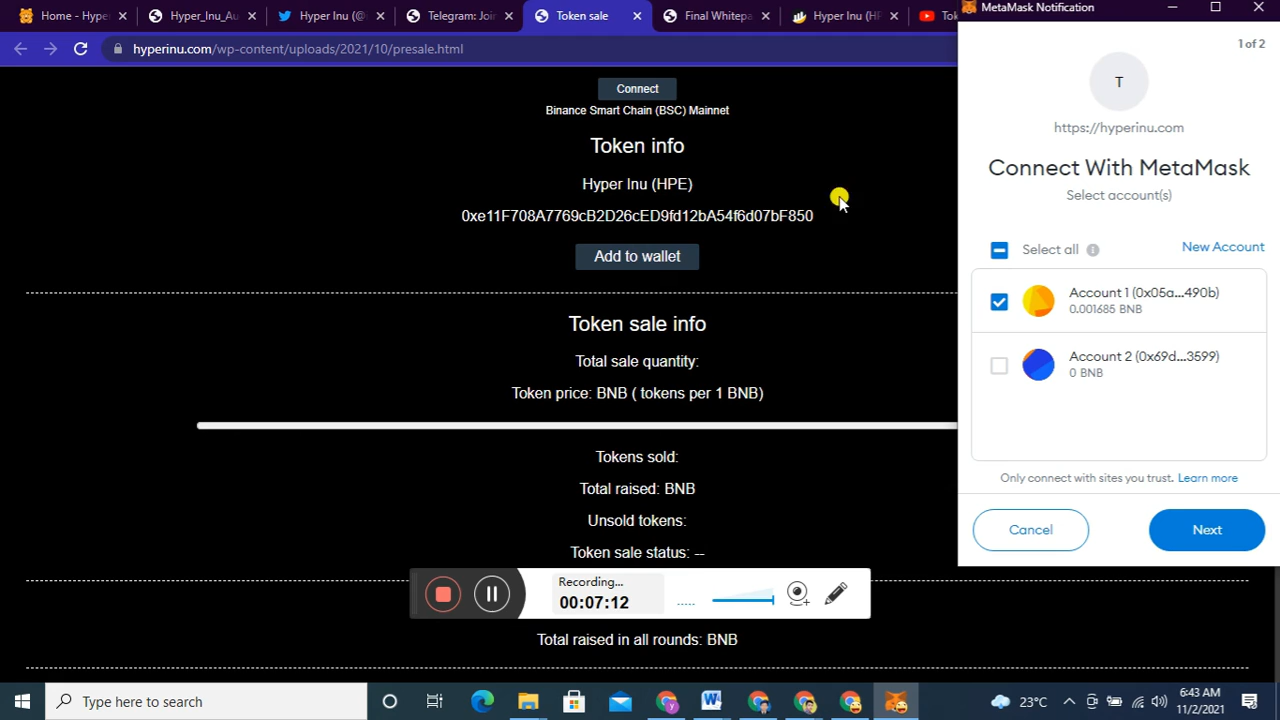 Home - Hyper
Hyper_Inu_Au
Hyper Inu (@
Telegram: Join
Token sale
Final Whitepa
Hyper Inu (HP
Tok
hyperinu.com/wp-content/uploads/2021/10/presale.html
Connect
Binance Smart Chain (BSC) Mainnet
Token info
Hyper Inu (HPE)
0xe11F708A7769cB2D26cED9fd12bA54f6d07bF850
Add to wallet
Token sale info
Total sale quantity:
Token price: BNB ( tokens per 1 BNB)
Tokens sold:
Total raised: BNB
Unsold tokens:
Token sale status: --
Total raised in all rounds: BNB
Recording...
00:07:12
MetaMask Notification
1 of 2
T
https://hyperinu.com
Connect With MetaMask
Select account(s)
Select all
New Account
Account 1 (0x05a...490b)
0.001685 BNB
Account 2 (0x69d...3599)
0 BNB
Only connect with sites you trust. Learn more
Cancel
Next
Type here to search
23°C
6:43 AM
11/2/2021